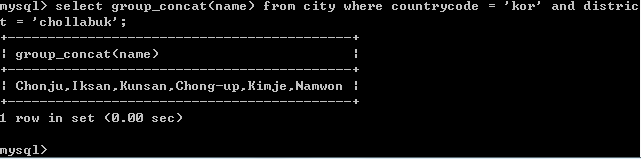 mysql> select group_concat(name) from city where countrycode = 'kor' and distric
t = 'chollabuk';
+------------------------------------------+
| group_concat(name)                       |
+------------------------------------------+
| Chonju,Iksan,Kunsan,Chong-up,Kimje,Namwon |
+------------------------------------------+
1 row in set (0.00 sec)
mysql>